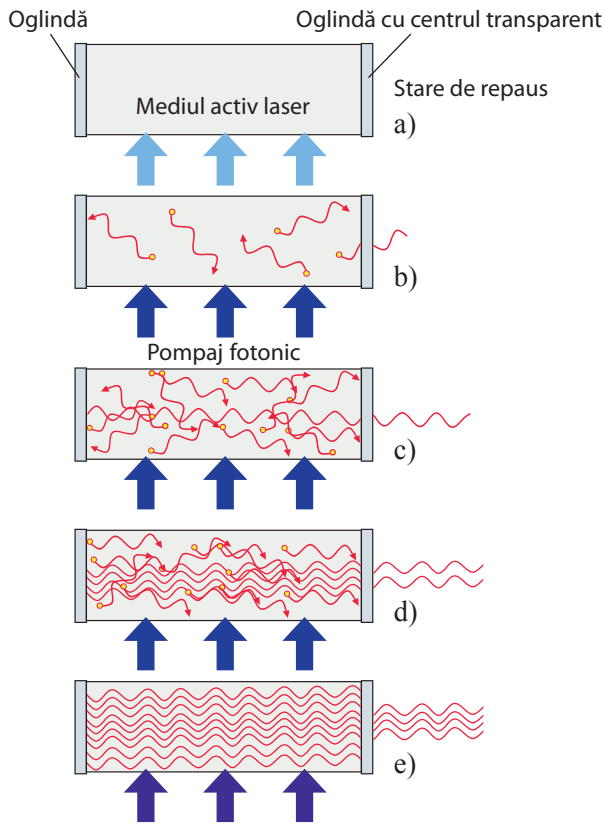 Oglindă
Oglindă cu centrul transparent
Mediul activ laser
Stare de repaus
a)
b)
Pompaj fotonic
c)
d)
e)